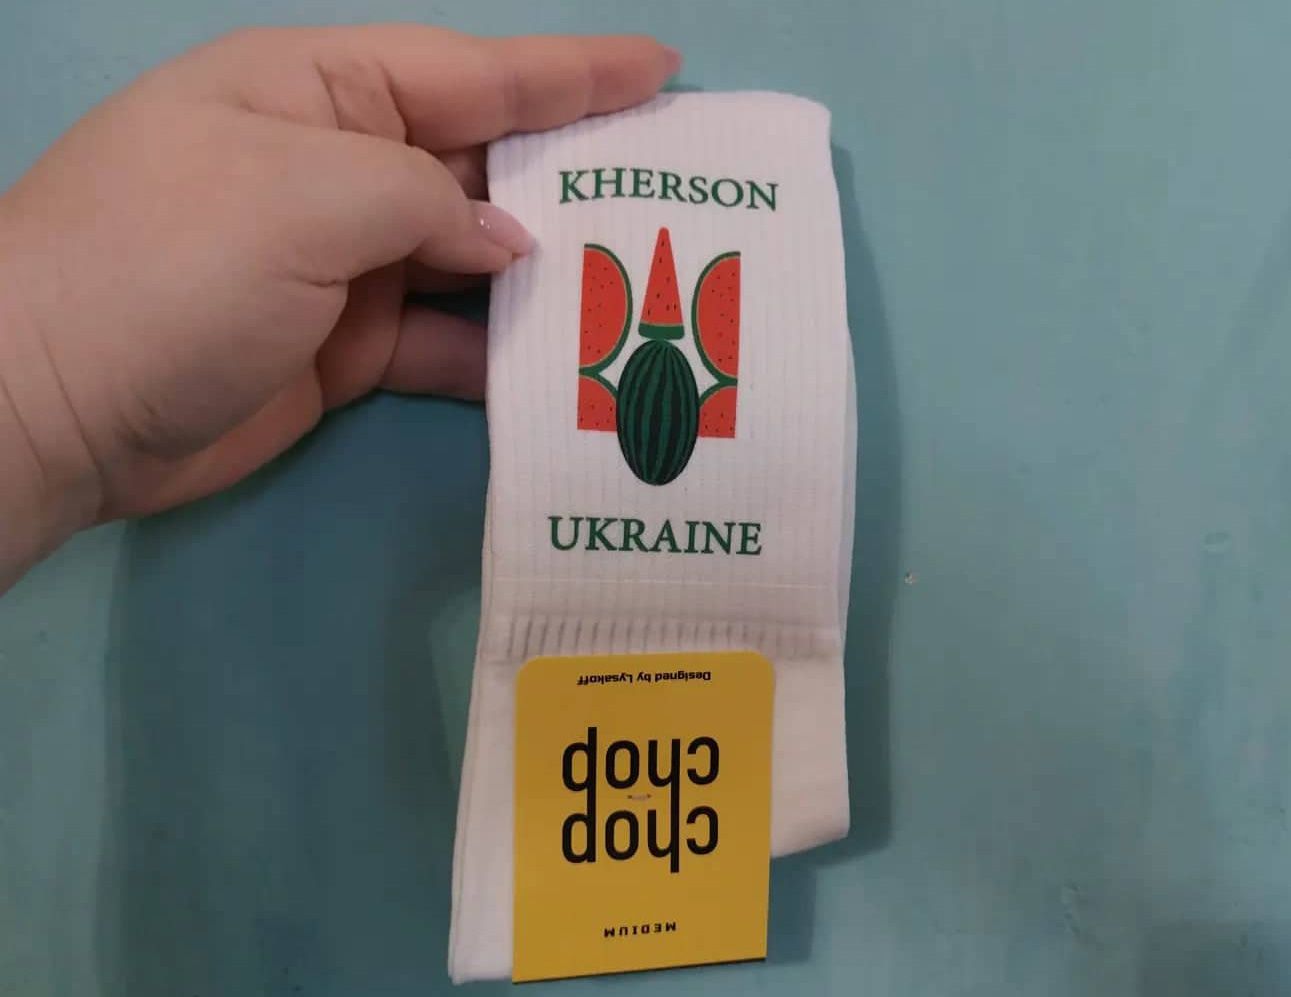 KHERSON
UKRAINE
Designed by Lysakoff
chop
chop
MEDIUM